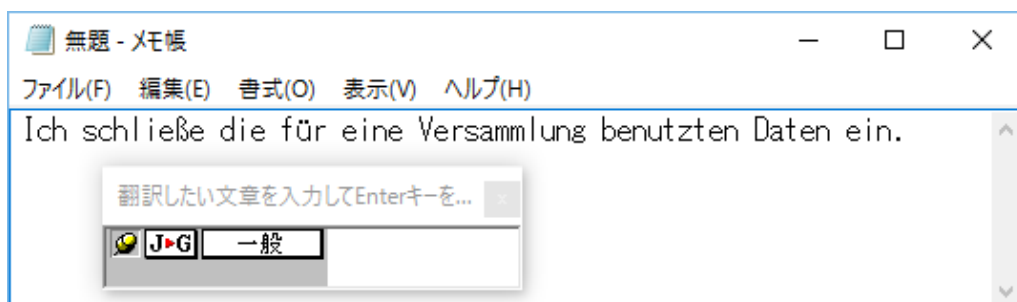 無題 - メモ帳
ファイル(F) 編集(E) 書式(O) 表示(V) ヘルプ(H)
Ich schließe die für eine Versammlung benutzten Daten ein.
翻訳したい文章を入力してEnterキーを...
J▶G 一般